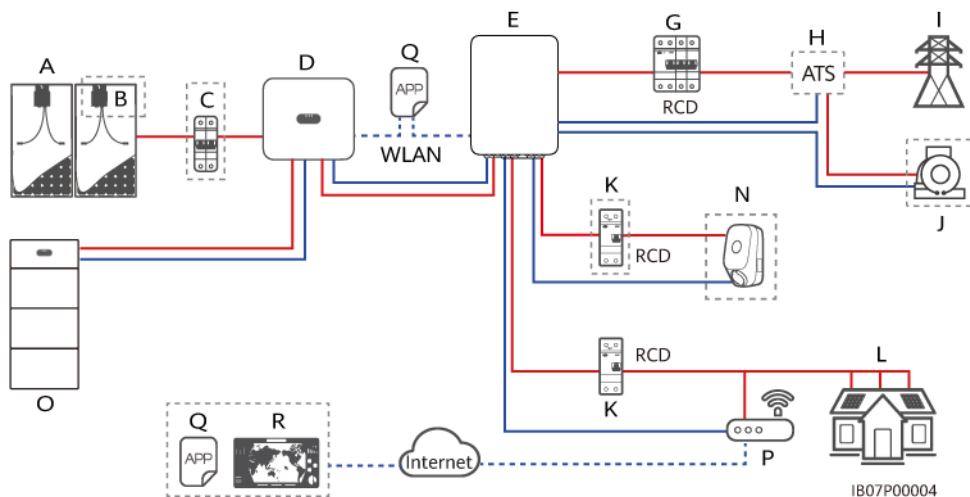 A
B
C
D
Q
APP
WLAN
E
G
RCD
H
ATS
I
J
K
RCD
N
O
K
RCD
L
P
Q
APP
R
Internet
IB07P00004